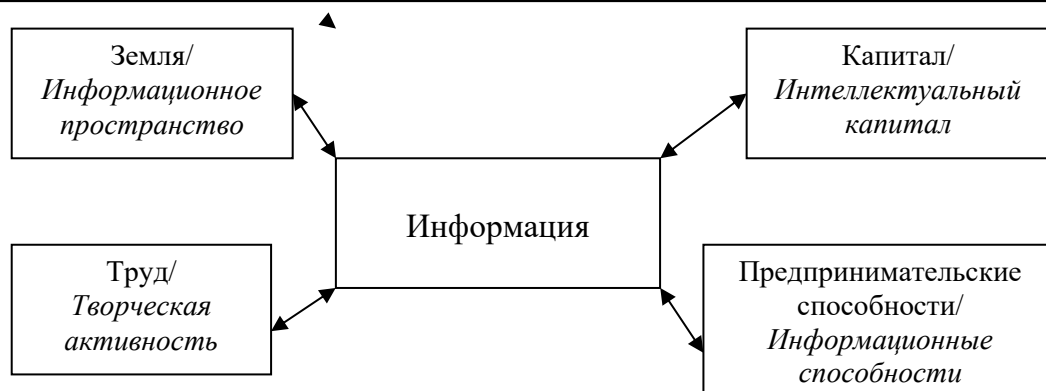 Земля/
Информационное
пространство
Капитал/
Интеллектуальный
капитал
Информация
Труд/
Творческая
активность
Предпринимательские
способности/
Информационные
способности